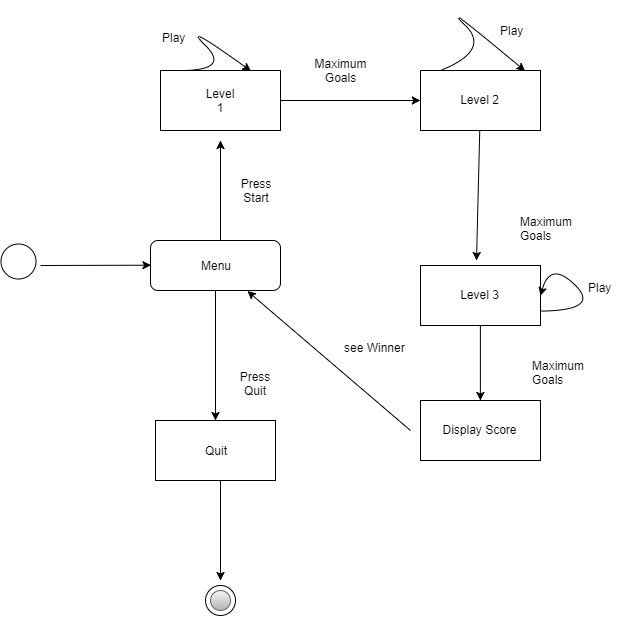 Play
Play
Maximum
Goals
Level
1
Level 2
Press
Start
Maximum
Goals
Menu
Level 3
Play
see Winner
Press
Quit
Maximum
Goals
Display Score
Quit